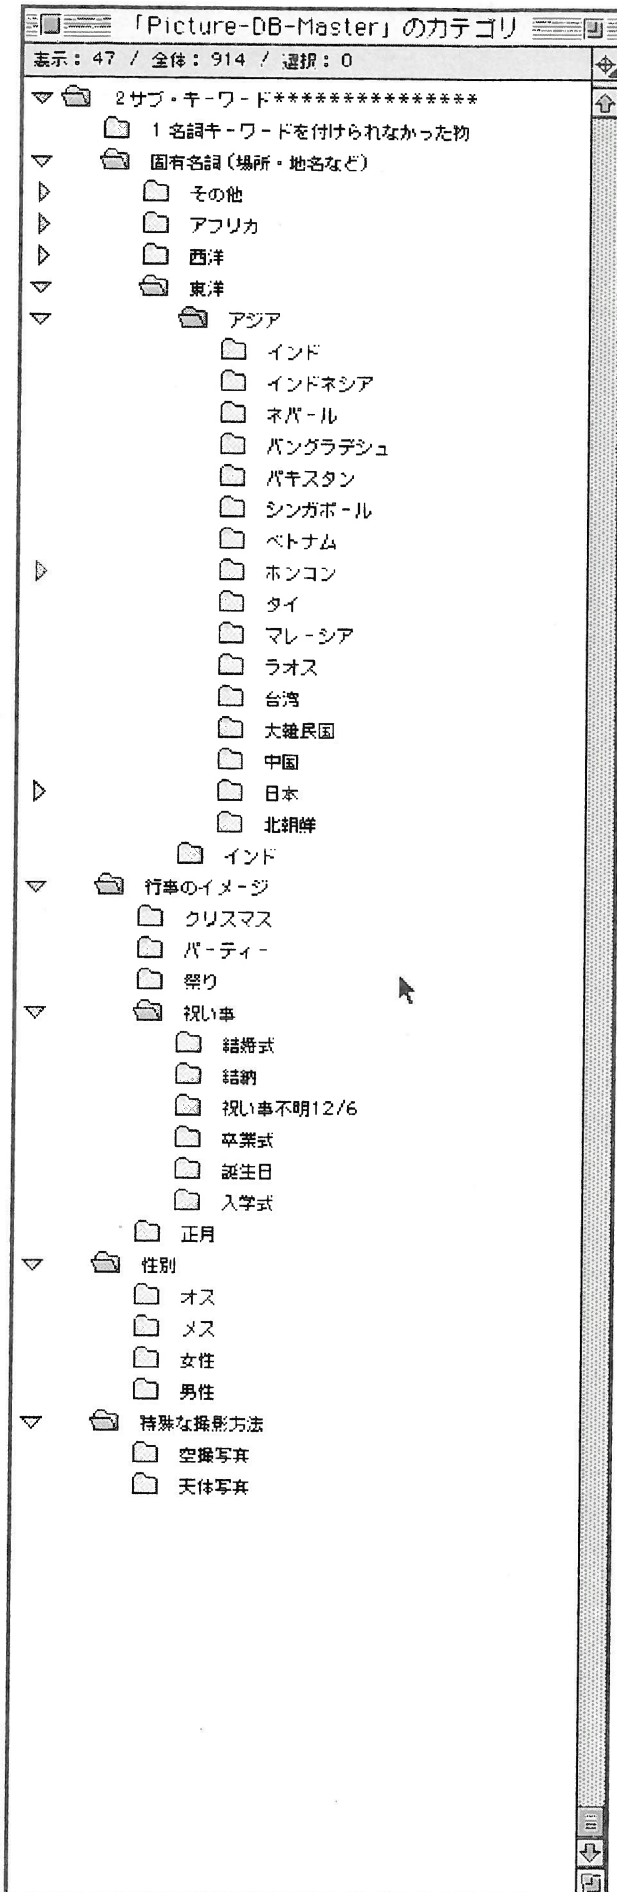 「Picture-DB-Master」のカテゴリ
表示：47 / 全体：914 / 選択：0
2サブ・キーワード***************
1 名詞キーワードを付けられなかった物
固有名詞(場所・地名など)
その他
アフリカ
西洋
東洋
アジア
インド
インドネシア
ネパール
バングラデシュ
パキスタン
シンガポール
ベトナム
ホンコン
タイ
マレーシア
ラオス
台湾
大韓民国
中国
日本
北朝鮮
インド
行事のイメージ
クリスマス
パーティー
祭り
祝い事
結婚式
結納
祝い事不明12/6
卒業式
誕生日
入学式
正月
性別
オス
メス
女性
男性
特殊な撮影方法
空撮写真
天体写真